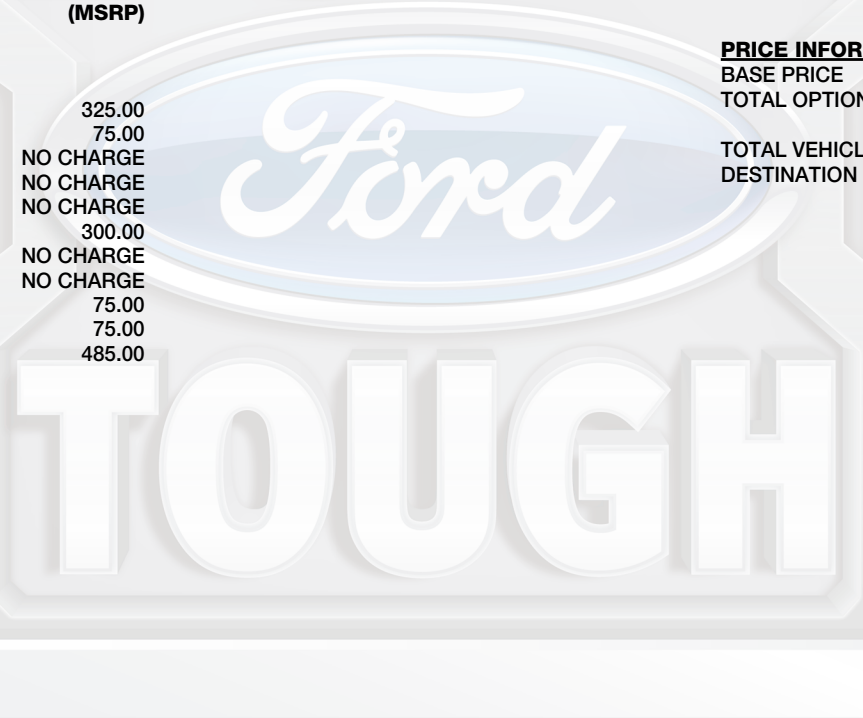 (MSRP)
325.00
75.00
NO CHARGE
NO CHARGE
NO CHARGE
300.00
NO CHARGE
NO CHARGE
75.00
75.00
485.00
PRICE INFOR
BASE PRICE
TOTAL OPTION
TOTAL VEHICL
DESTINATION
Ford
TOUGH